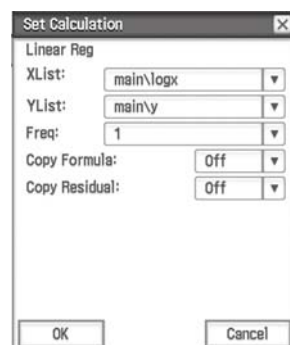 Set Calculation
Linear Reg
XList: main\logx
YList: main\y
Freq: 1
Copy Formula: Off
Copy Residual: Off
OK Cancel